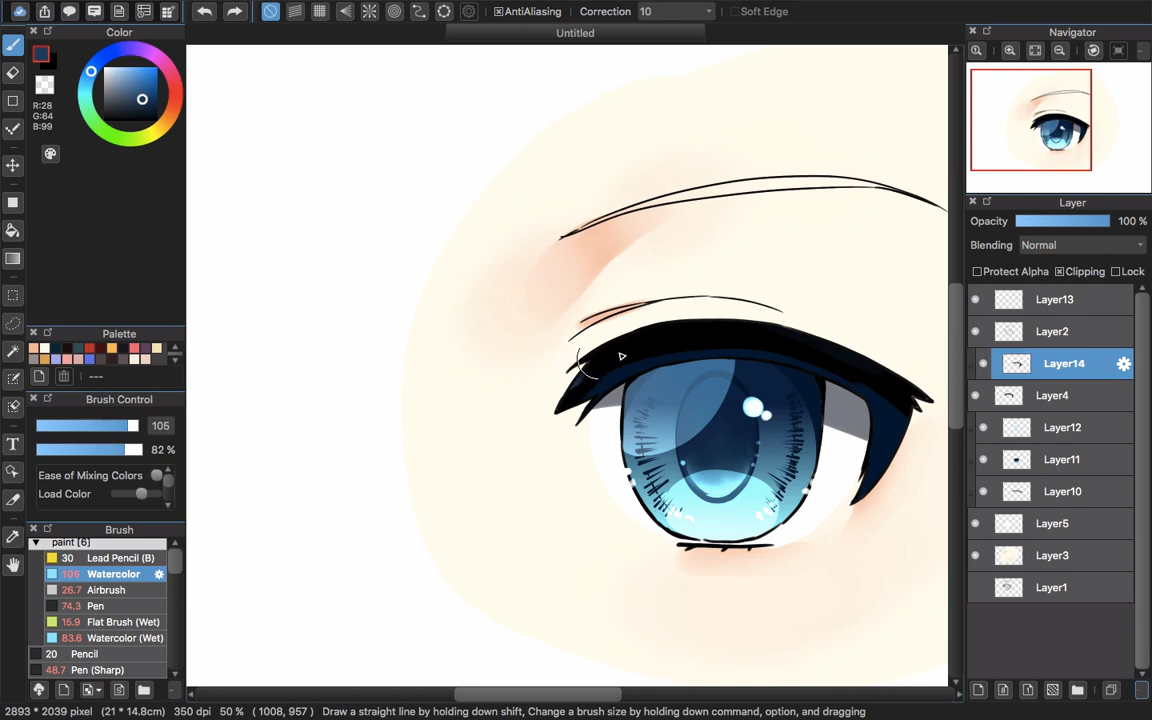 AntiAliasing Correction 10 Soft Edge
Untitled
Color
R:28
G:64
B:99
Palette
---
Brush Control
105
82 %
Ease of Mixing Colors
Load Color
Brush
paint [6]
30 Lead Pencil (B)
105 Watercolor
26.7 Airbrush
74.3 Pen
15.9 Flat Brush (Wet)
83.6 Watercolor (Wet)
20 Pencil
48.7 Pen (Sharp)
T
Navigator
Layer
Opacity 100 %
Blending Normal
Protect Alpha Clipping Lock
Layer13
Layer2
Layer14
Layer4
Layer12
Layer11
Layer10
Layer5
Layer3
Layer1
2893 * 2039 pixel (21 * 14.8cm) 350 dpi 50 % ( 1008, 957 ) Draw a straight line by holding down shift, Change a brush size by holding down command, option, and dragging